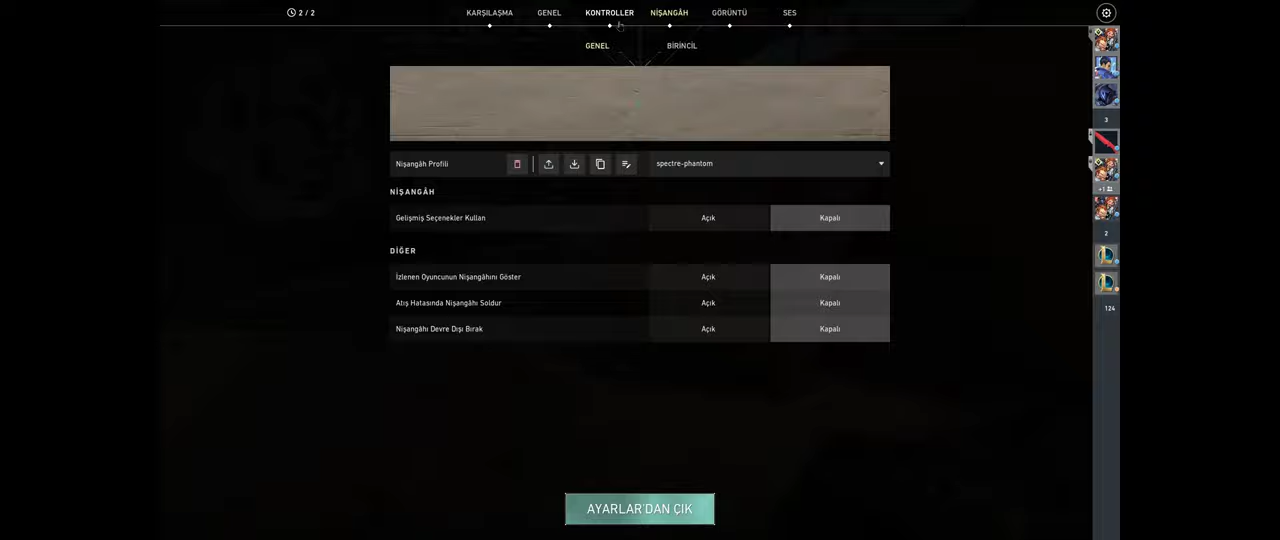 2 / 2
KARŞILAŞMA GENEL KONTROLLER NİŞANGÂH GÖRÜNTÜ SES
GENEL BİRİNCİL
Nişangâh Profili spectre-phantom
NİŞANGÂH
Gelişmiş Seçenekler Kullan Açık Kapalı
DİĞER
İzlenen Oyuncunun Nişangâhını Göster Açık Kapalı
Atış Hatasında Nişangâhı Soldur Açık Kapalı
Nişangâhı Devre Dışı Bırak Açık Kapalı
AYARLAR'DAN ÇIK
3
+1
2
124